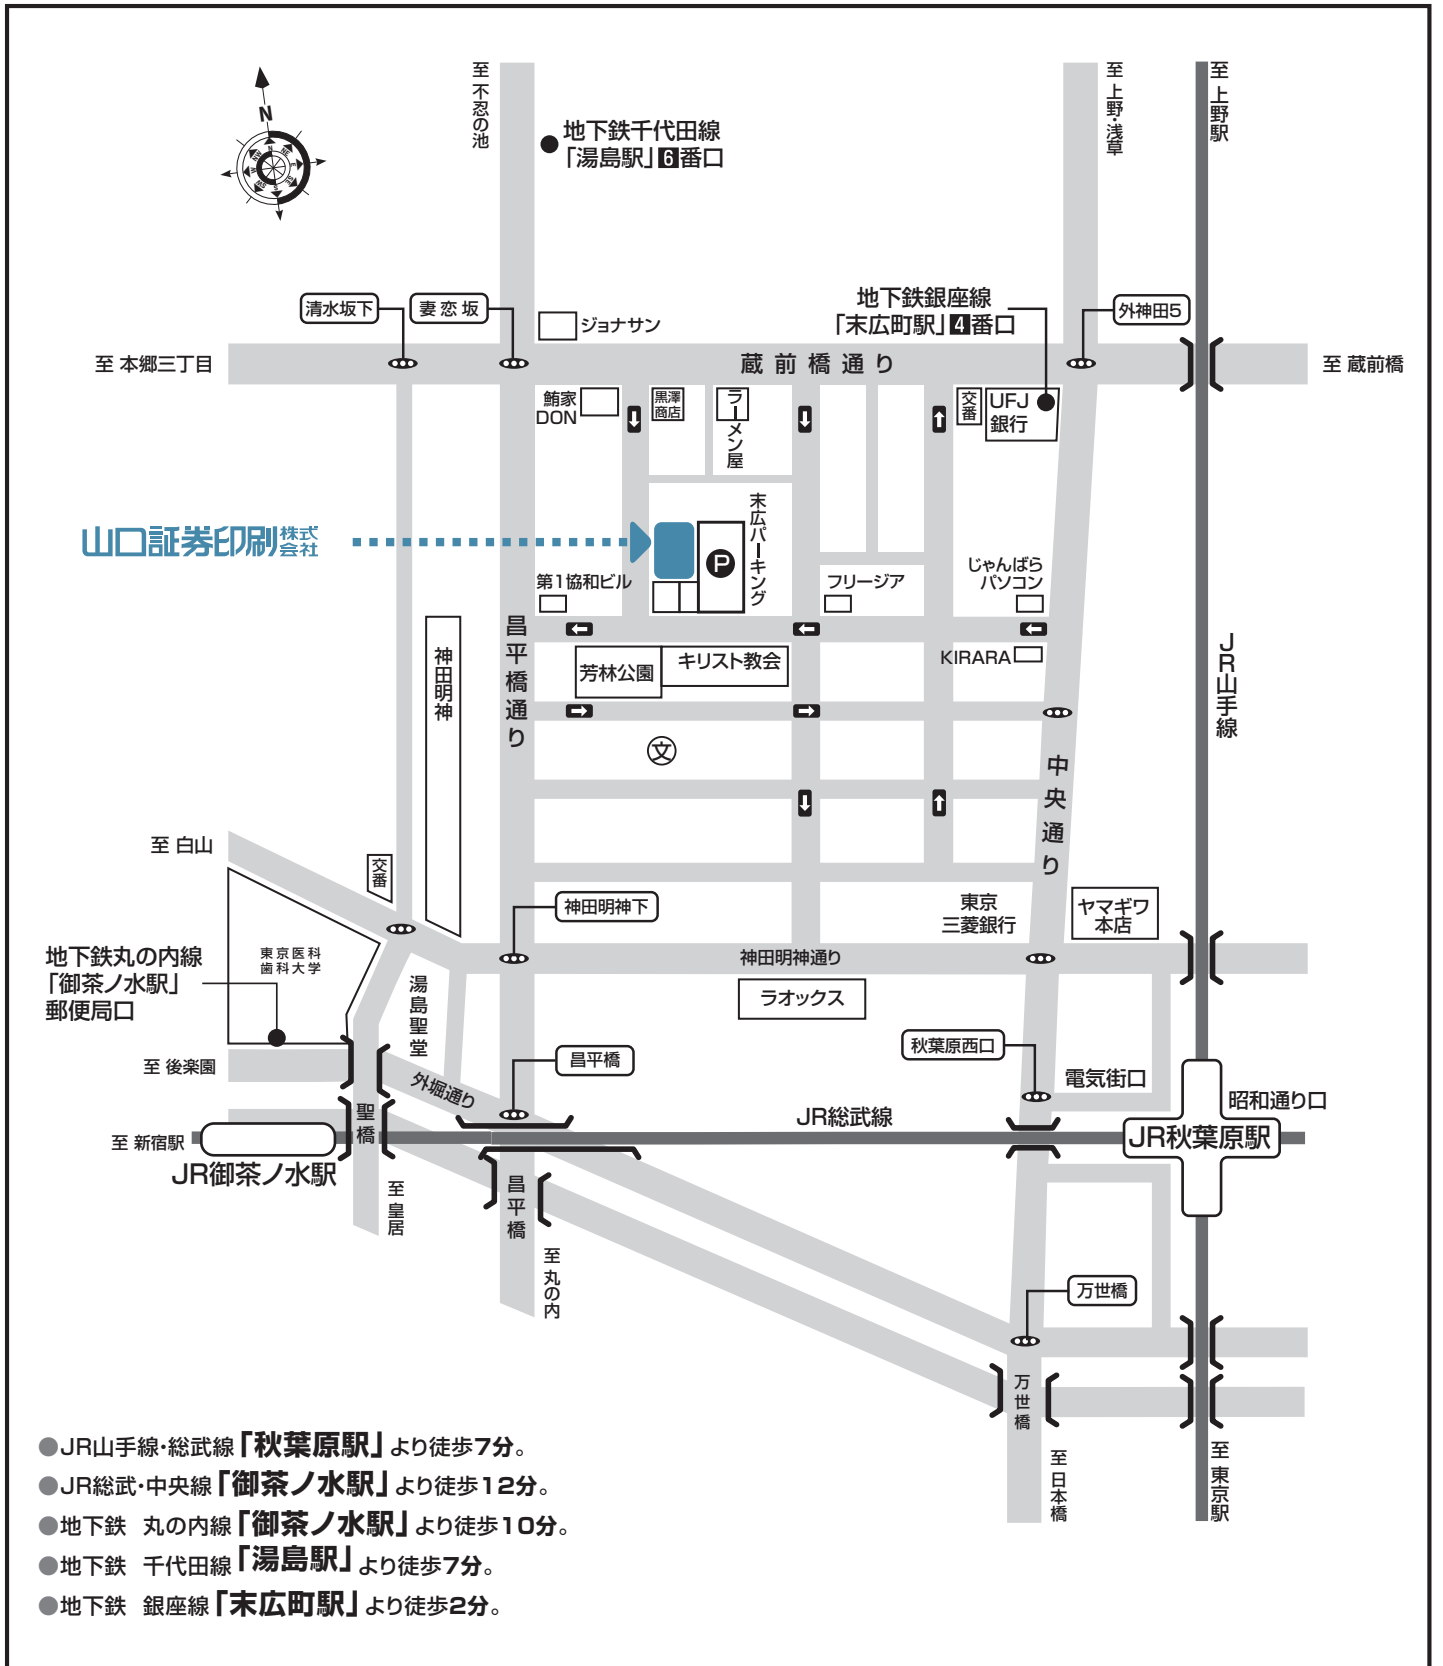 至 不忍の池
至 上野・浅草
至 上野駅
N
N
NE
E
SE
S
SW
W
NW
地下鉄千代田線
「湯島駅」6番口
清水坂下
妻恋坂
ジョナサン
地下鉄銀座線
「末広町駅」4番口
外神田5
至 本郷三丁目
蔵前橋通り
至 蔵前橋
鮪家
DON
黒澤
商店
ラーメン屋
交番
UFJ
銀行
山口証券印刷株式
会社
P
末広パーキング
第1協和ビル
フリージア
じゃんぱら
パソコン
昌平橋通り
神田明神
芳林公園
キリスト教会
KIRARA
JR山手線
文
中央通り
至 白山
交番
神田明神下
東京
三菱銀行
ヤマギワ
本店
地下鉄丸の内線
「御茶ノ水駅」
郵便局口
東京医科
歯科大学
神田明神通り
湯島聖堂
ラオックス
至 後楽園
外堀通り
昌平橋
秋葉原西口
電気街口
昭和通り口
聖橋
JR総武線
至 新宿駅
JR御茶ノ水駅
JR秋葉原駅
至 皇居
昌平橋
至 丸の内
万世橋
万世橋
至 日本橋
至 東京駅
●JR山手線・総武線「秋葉原駅」より徒歩7分。
●JR総武・中央線「御茶ノ水駅」より徒歩12分。
●地下鉄 丸の内線「御茶ノ水駅」より徒歩10分。
●地下鉄 千代田線「湯島駅」より徒歩7分。
●地下鉄 銀座線「末広町駅」より徒歩2分。